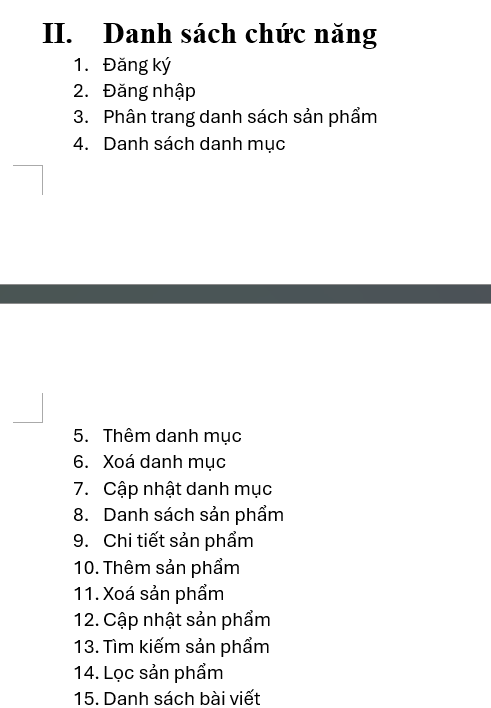 II. Danh sách chức năng
1. Đăng ký
2. Đăng nhập
3. Phân trang danh sách sản phẩm
4. Danh sách danh mục
5. Thêm danh mục
6. Xoá danh mục
7. Cập nhật danh mục
8. Danh sách sản phẩm
9. Chi tiết sản phẩm
10. Thêm sản phẩm
11. Xoá sản phẩm
12. Cập nhật sản phẩm
13. Tìm kiếm sản phẩm
14. Lọc sản phẩm
15. Danh sách bài viết